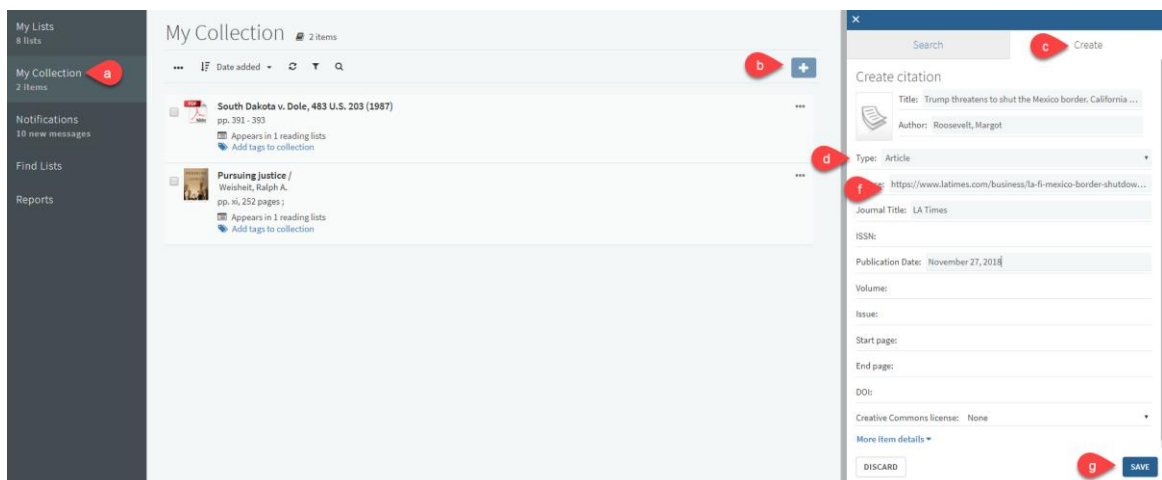 My Lists
8 lists
My Collection
2 items
Notifications
10 new messages
Find Lists
Reports
a
My Collection 2 items
Date added
b
South Dakota v. Dole, 483 U.S. 203 (1987)
pp. 391 - 393
Appears in 1 reading lists
Add tags to collection
Pursuing justice /
Weisheit, Ralph A.
pp. xi, 252 pages ;
Appears in 1 reading lists
Add tags to collection
Search
c Create
Create citation
Title: Trump threatens to shut the Mexico border. California ...
Author: Roosevelt, Margot
d Type: Article
f https://www.latimes.com/business/la-fi-mexico-border-shutdow...
Journal Title: LA Times
ISSN:
Publication Date: November 27, 2018
Volume:
Issue:
Start page:
End page:
DOI:
Creative Commons license: None
More item details
DISCARD
g SAVE